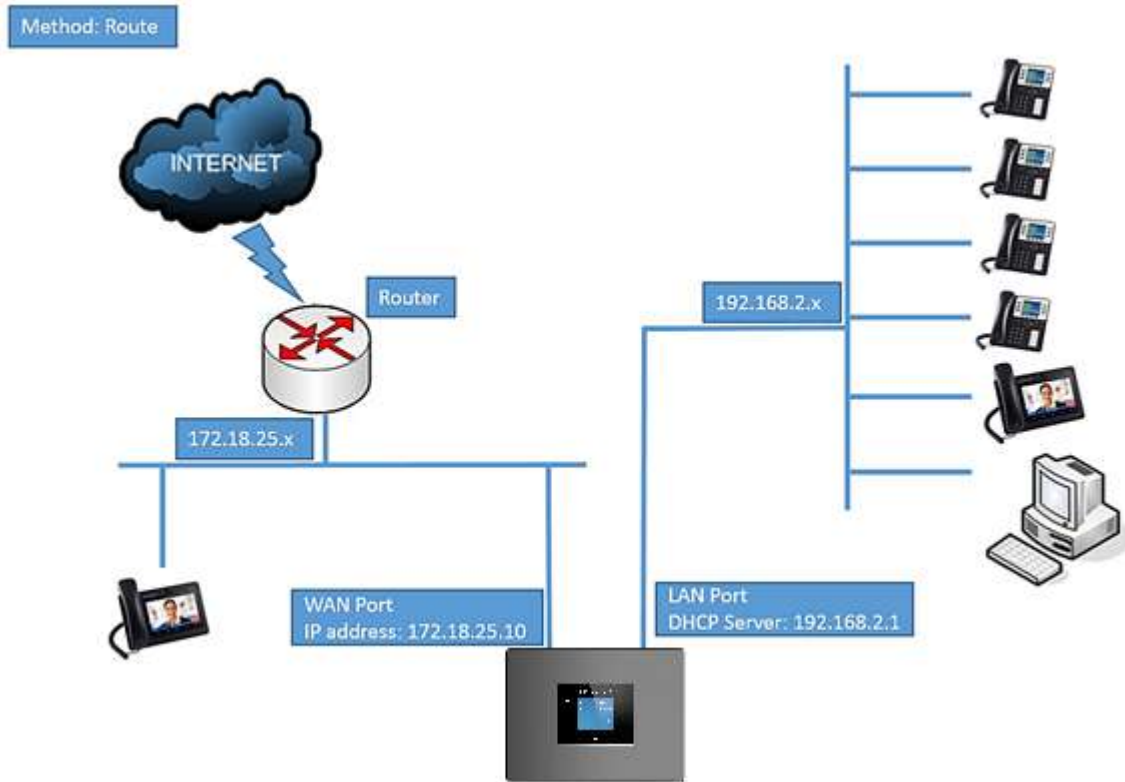 Method: Route
INTERNET
Router
192.168.2.x
172.18.25.x
WAN Port
IP address: 172.18.25.10
LAN Port
DHCP Server: 192.168.2.1